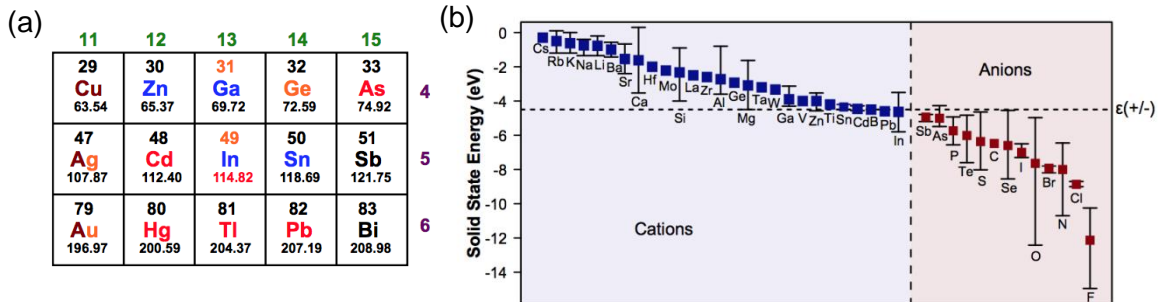 (a)
11 12 13 14 15
29 30 31 32 33
Cu Zn Ga Ge As
63.54 65.37 69.72 72.59 74.92
4
47 48 49 50 51
Ag Cd In Sn Sb
107.87 112.40 114.82 118.69 121.75
5
79 80 81 82 83
Au Hg Tl Pb Bi
196.97 200.59 204.37 207.19 208.98
6
(b)
Solid State Energy (eV)
0
-2
-4
-6
-8
-10
-12
-14
Cs Rb K Na Li Ba Sr Ca Hf Mo Si La Zr Al Ge Mg Ta W Ga V Zn Ti Sn Cd B Pb In
Cations
Anions
ε(+/-)
Sb As P Te S C Se I O Br N Cl F